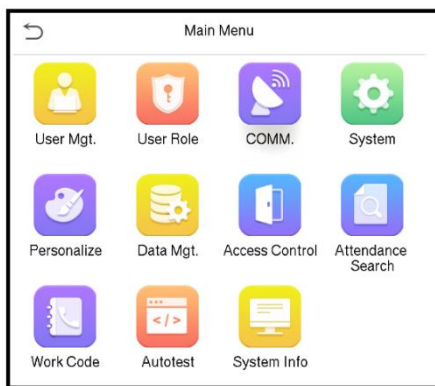 Main Menu
User Mgt.
User Role
COMM.
System
Personalize
Data Mgt.
Access Control
Attendance
Search
Work Code
Autotest
System Info